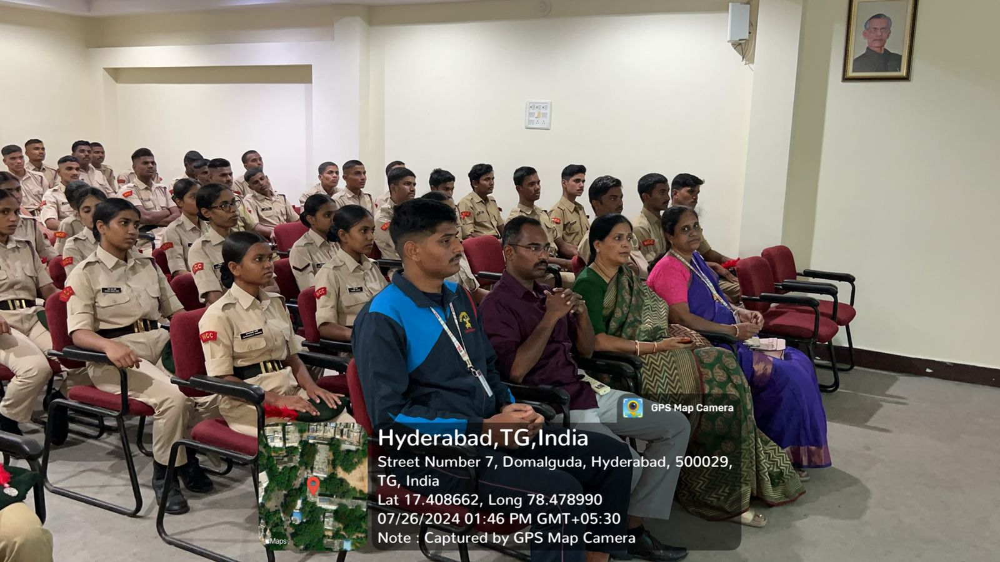 NCC
NCC
NCC
NCC
NCC
GPS Map Camera
Hyderabad,TG,India
Street Number 7, Domalguda, Hyderabad, 500029,
TG, India
Lat 17.408662, Long 78.478990
07/26/2024 01:46 PM GMT+05:30
Note : Captured by GPS Map Camera
Maps